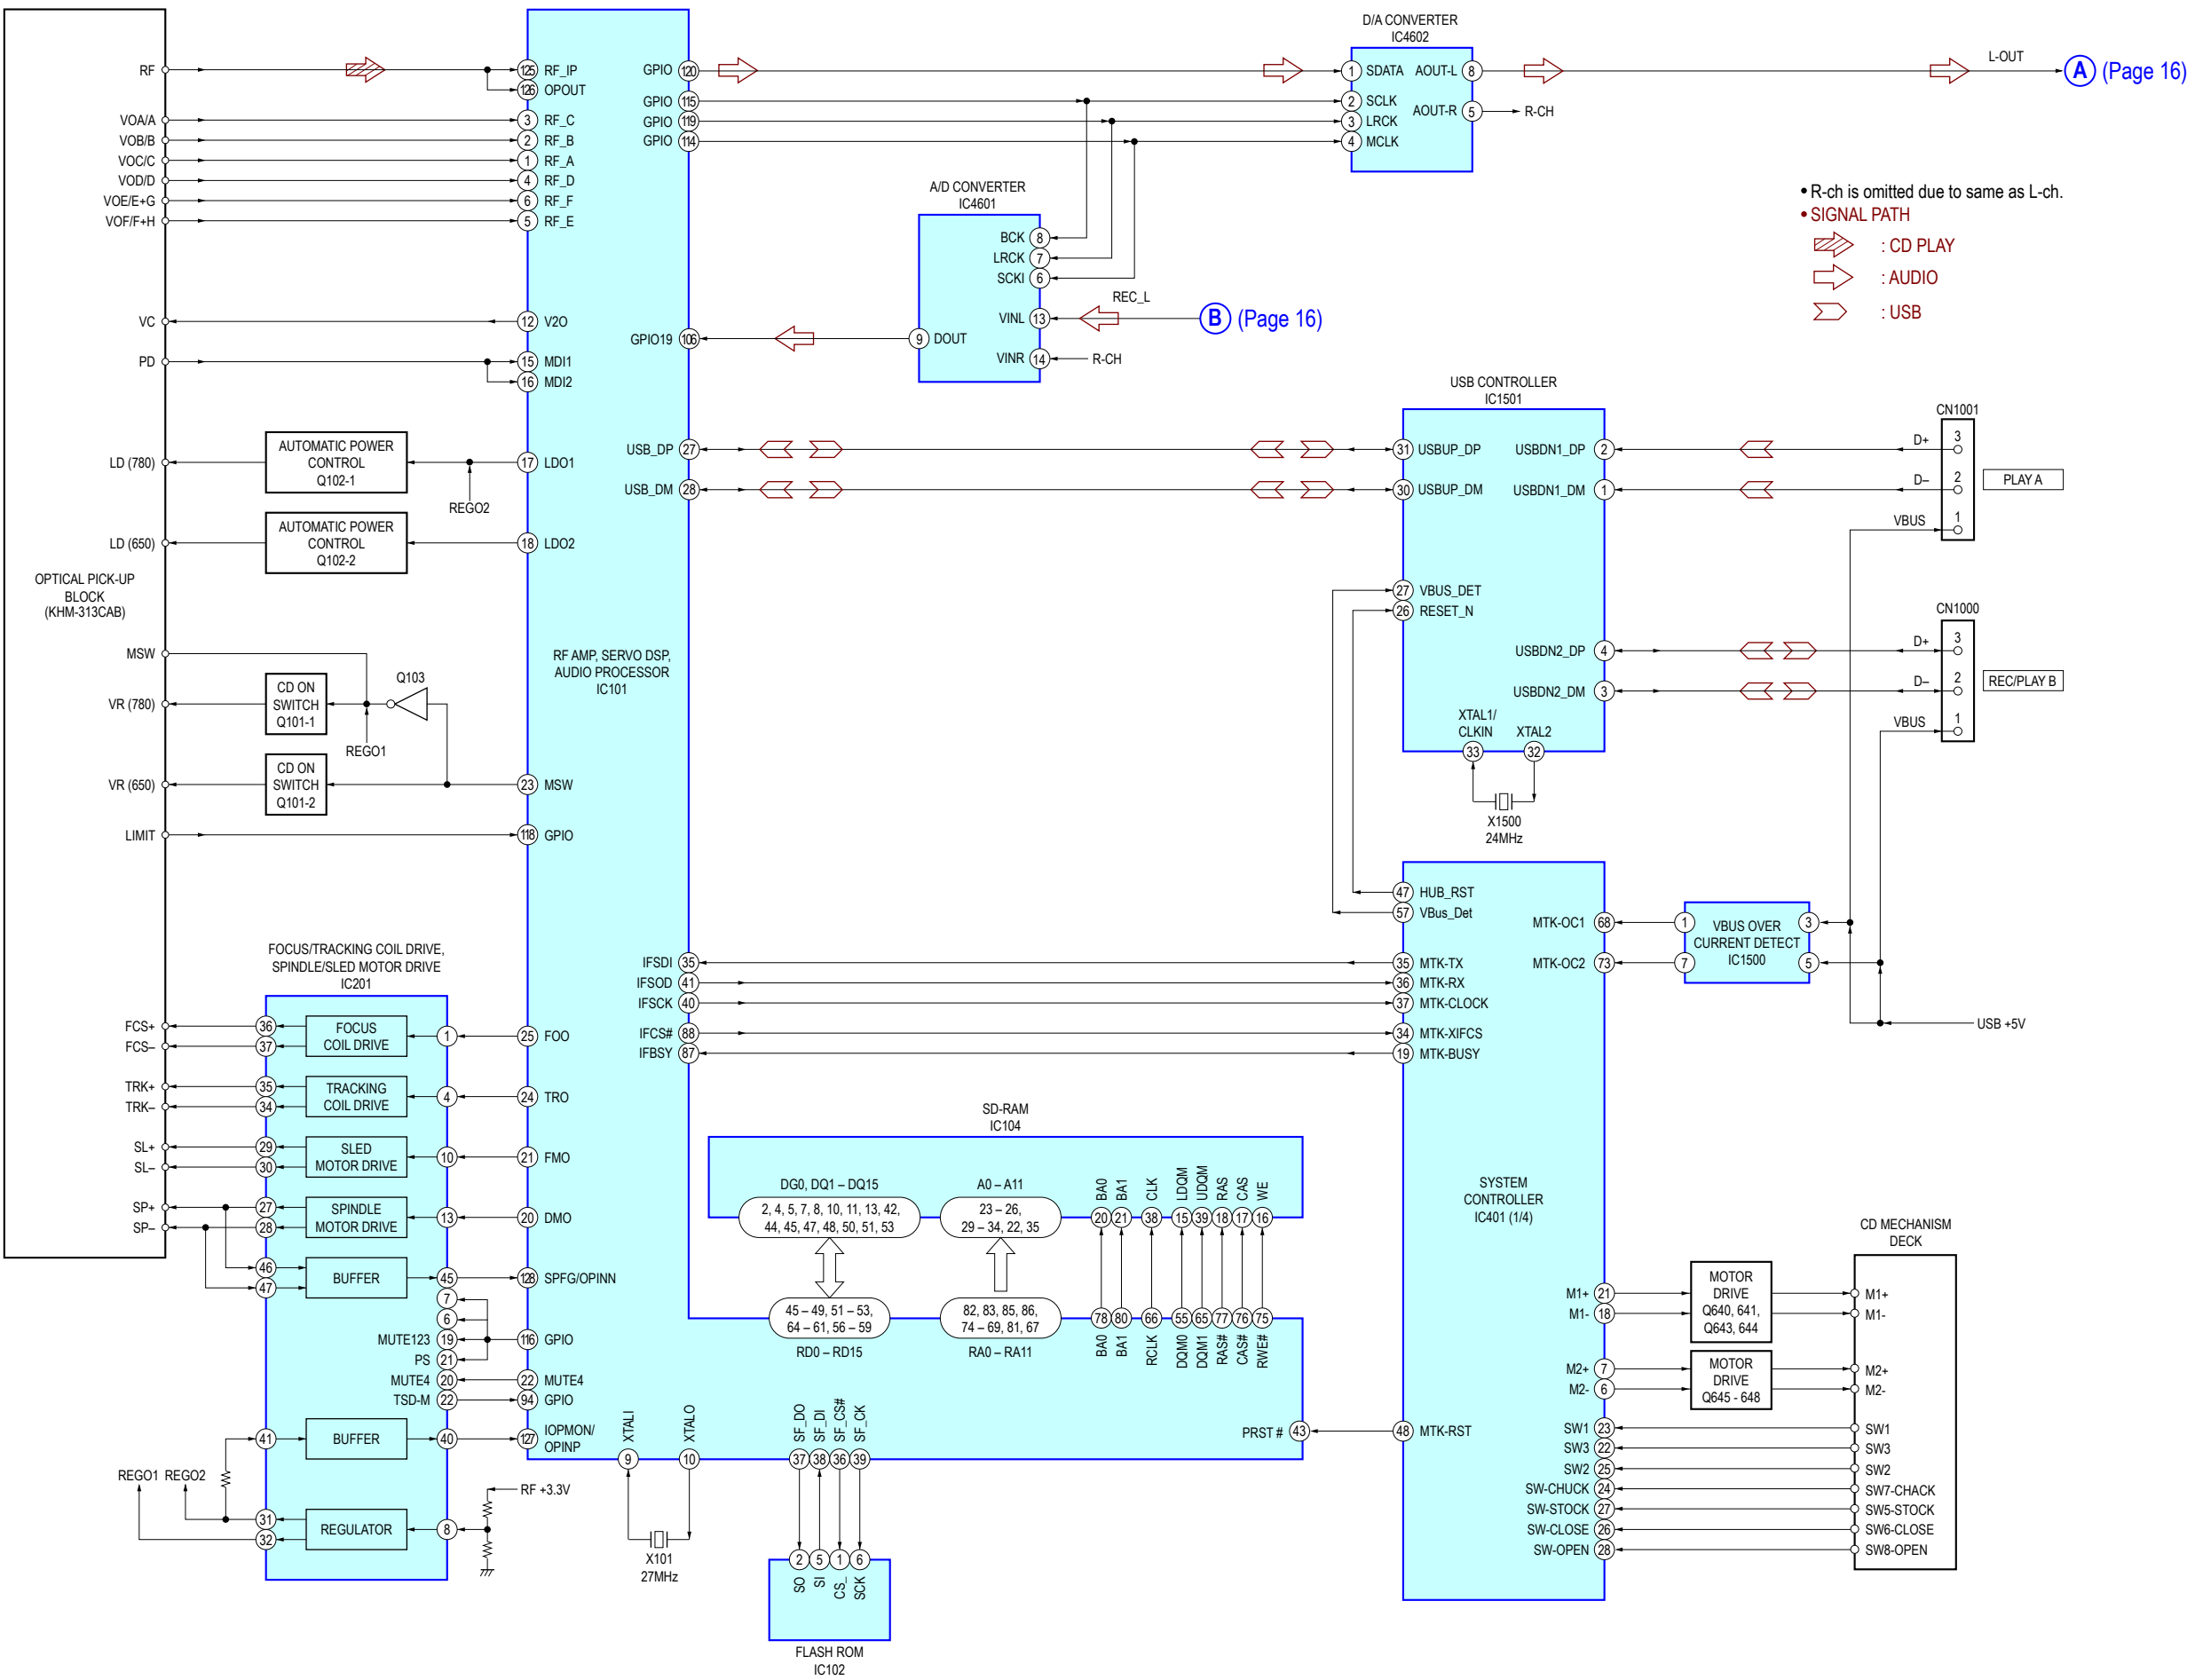 D/A CONVERTER
IC4602
RF
125 RF_IP
126 OPOUT
GPIO 120
1 SDATA AOUT-L 8
L-OUT
A (Page 16)
GPIO 115
2 SCLK
AOUT-R 5
R-CH
GPIO 119
3 LRCK
GPIO 114
4 MCLK
VOA/A
3 RF_C
VOB/B
2 RF_B
VOC/C
1 RF_A
VOD/D
4 RF_D
VOE/E+G
6 RF_F
VOF/F+H
5 RF_E
A/D CONVERTER
IC4601
BCK 8
LRCK 7
SCKI 6
REC_L
VINL 13
B (Page 16)
9 DOUT
VINR 14
R-CH
GPIO19 106
• R-ch is omitted due to same as L-ch.
• SIGNAL PATH
: CD PLAY
: AUDIO
: USB
VC
12 V2O
PD
15 MDI1
16 MDI2
AUTOMATIC POWER
CONTROL
Q102-1
LD (780)
17 LDO1
REGO2
AUTOMATIC POWER
CONTROL
Q102-2
LD (650)
18 LDO2
OPTICAL PICK-UP
BLOCK
(KHM-313CAB)
MSW
CD ON
SWITCH
Q101-1
Q103
VR (780)
REGO1
CD ON
SWITCH
Q101-2
VR (650)
23 MSW
LIMIT
118 GPIO
RF AMP, SERVO DSP,
AUDIO PROCESSOR
IC101
USB_DP 27
USB_DM 28
USB CONTROLLER
IC1501
31 USBUP_DP
30 USBUP_DM
USBDN1_DP 2
USBDN1_DM 1
27 VBUS_DET
26 RESET_N
USBDN2_DP 4
USBDN2_DM 3
XTAL1/
CLKIN
XTAL2
33
32
X1500
24MHz
CN1001
D+
3
D–
2
VBUS
1
PLAY A
CN1000
D+
3
D–
2
VBUS
1
REC/PLAY B
47 HUB_RST
57 VBus_Det
MTK-OC1 68
MTK-OC2 73
1
7
VBUS OVER
CURRENT DETECT
IC1500
3
5
USB +5V
IFSDI 35
35 MTK-TX
IFSOD 41
36 MTK-RX
IFSCK 40
37 MTK-CLOCK
IFCS# 88
34 MTK-XIFCS
IFBSY 87
19 MTK-BUSY
FOCUS/TRACKING COIL DRIVE,
SPINDLE/SLED MOTOR DRIVE
IC201
FCS+
36
FCS–
37
FOCUS
COIL DRIVE
1
25 FOO
TRK+
35
TRK–
34
TRACKING
COIL DRIVE
4
24 TRO
SL+
29
SL–
30
SLED
MOTOR DRIVE
10
21 FMO
SP+
27
SP–
28
SPINDLE
MOTOR DRIVE
13
20 DMO
46
47
BUFFER
45
128 SPFG/OPINN
7
6
MUTE123 19
116 GPIO
PS 21
MUTE4 20
22 MUTE4
TSD-M 22
94 GPIO
41
BUFFER
40
127 IOPMON/
OPINP
REGO1 REGO2
31
32
REGULATOR
8
RF +3.3V
SD-RAM
IC104
DG0, DQ1 – DQ15
2, 4, 5, 7, 8, 10, 11, 13, 42,
44, 45, 47, 48, 50, 51, 53
A0 – A11
23 – 26,
29 – 34, 22, 35
BA0
BA1
CLK
LDQM
UDQM
RAS
CAS
WE
20
21
38
15
39
18
17
16
45 – 49, 51 – 53,
64 – 61, 56 – 59
RD0 – RD15
82, 83, 85, 86,
74 – 69, 81, 67
RA0 – RA11
78
80
66
55
65
77
76
75
BA0
BA1
RCLK
DQM0
DQM1
RAS#
CAS#
RWE#
XTALI
XTALO
9
10
X101
27MHz
SF_DO
SF_DI
SF_CS#
SF_CK
37
38
36
39
2
5
1
6
SO
SI
CS_
SCK
FLASH ROM
IC102
PRST # 43
48 MTK-RST
SYSTEM
CONTROLLER
IC401 (1/4)
CD MECHANISM
DECK
M1+ 21
M1- 18
MOTOR
DRIVE
Q640, 641,
Q643, 644
M1+
M1-
M2+ 7
M2- 6
MOTOR
DRIVE
Q645 - 648
M2+
M2-
SW1 23
SW1
SW3 22
SW3
SW2 25
SW2
SW-CHUCK 24
SW7-CHACK
SW-STOCK 27
SW5-STOCK
SW-CLOSE 26
SW6-CLOSE
SW-OPEN 28
SW8-OPEN